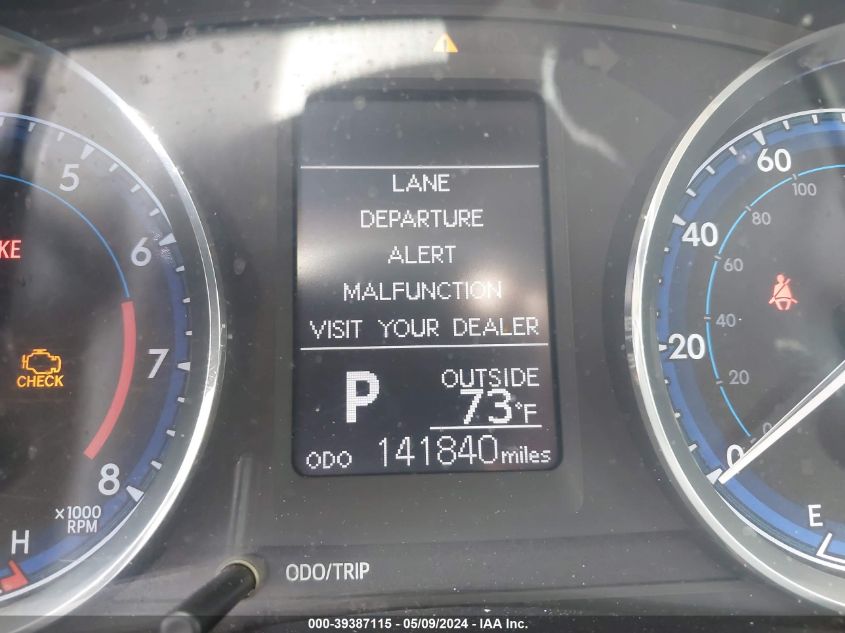 LANE
DEPARTURE
ALERT
MALFUNCTION
VISIT YOUR DEALER
P
OUTSIDE
73°F
ODO 141840 miles
5
6
7
8
KE
CHECK
x1000
RPM
H
60
40
20
0
100
80
60
40
20
0
E
ODO/TRIP
000-39387115 - 05/09/2024 - IAA Inc.